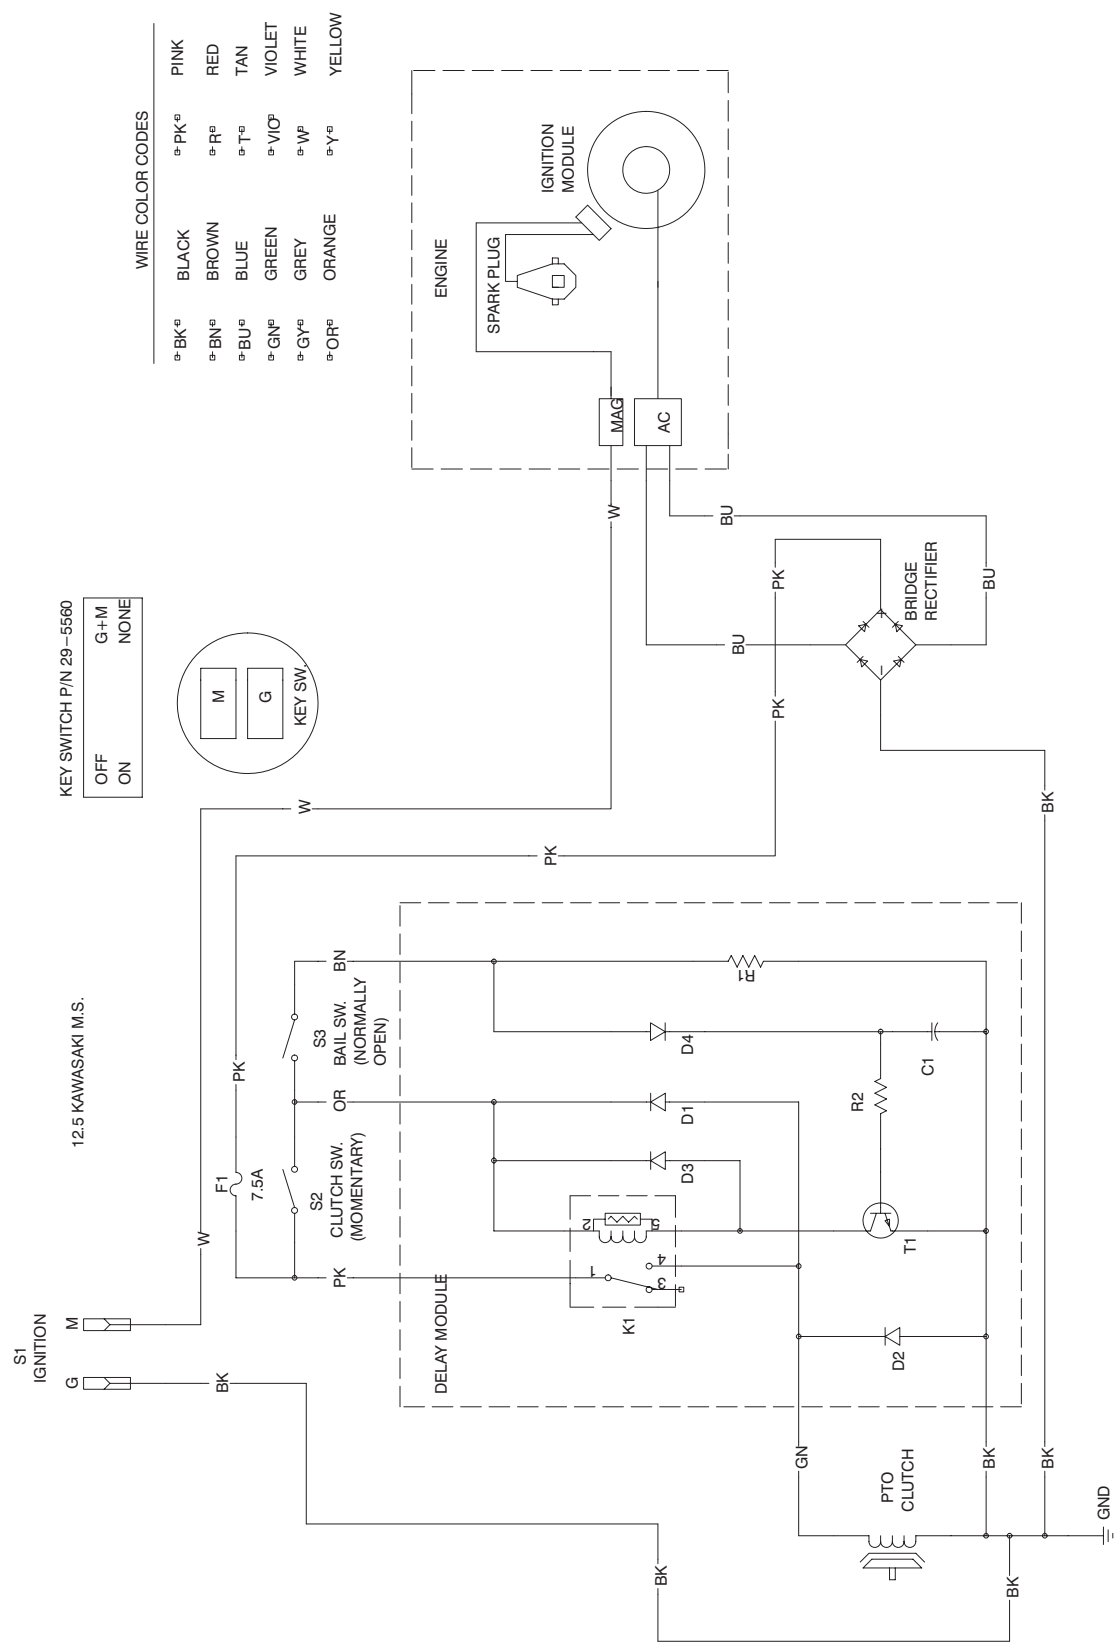 WIRE COLOR CODES
BK BLACK PK PINK
BN BROWN R RED
BU BLUE T TAN
GN GREEN VIO VIOLET
GY GREY W WHITE
OR ORANGE Y YELLOW
KEY SWITCH P/N 29-5560
OFF G+M
ON NONE
M
G
KEY SW.
12.5 KAWASAKI M.S.
S1
IGNITION
G
M
BK
W
W
W
F1
7.5A
PK
PK
PK
PK
S2
CLUTCH SW.
(MOMENTARY)
S3
BAIL SW.
(NORMALLY
OPEN)
PK
OR
BN
DELAY MODULE
K1
1
2
3
4
5
D3
D1
D4
R1
R2
C1
T1
D2
ENGINE
SPARK PLUG
IGNITION
MODULE
MAG
AC
BU
BU
BU
BRIDGE
RECTIFIER
+
−
BK
GN
PTO
CLUTCH
BK
BK
BK
BK
GND